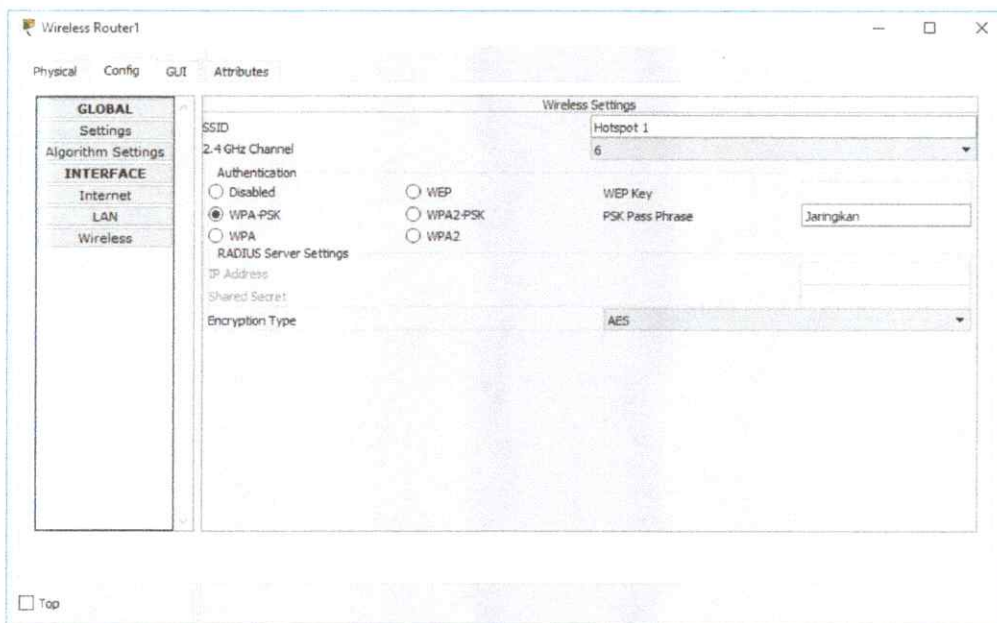 Wireless Router1
Physical Config GUI Attributes
GLOBAL
Settings
Algorithm Settings
INTERFACE
Internet
LAN
Wireless
Wireless Settings
SSID Hotspot 1
2.4 GHz Channel 6
Authentication
Disabled WEP WEP Key
WPA-PSK WPA2-PSK PSK Pass Phrase Jaringkan
WPA WPA2
RADIUS Server Settings
IP Address
Shared Secret
Encryption Type AES
Top